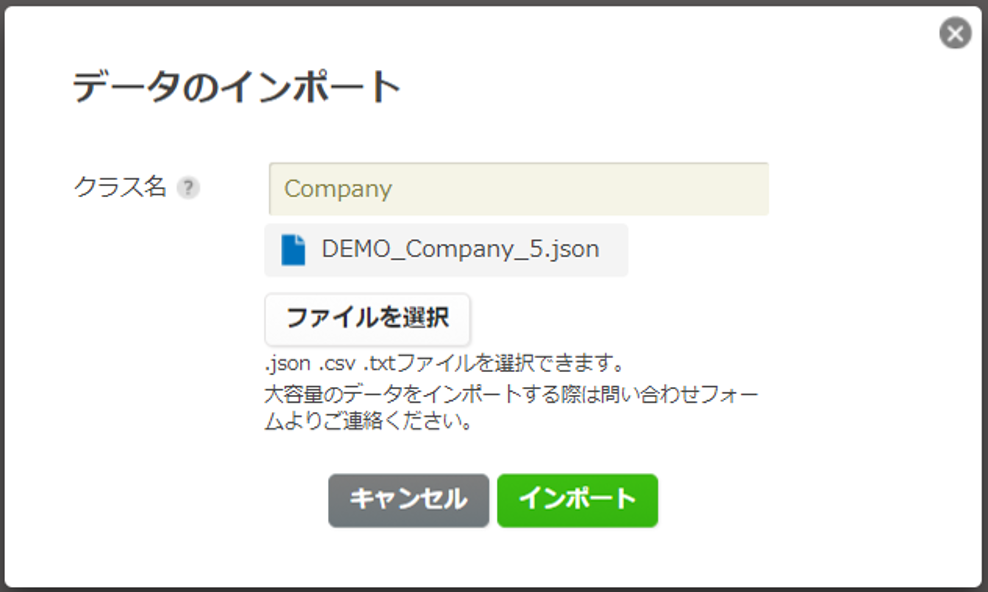 データのインポート
クラス名 ? Company
DEMO_Company_5.json
ファイルを選択
.json .csv .txtファイルを選択できます。
大容量のデータをインポートする際は問い合わせフォー
ムよりご連絡ください。
キャンセル インポート